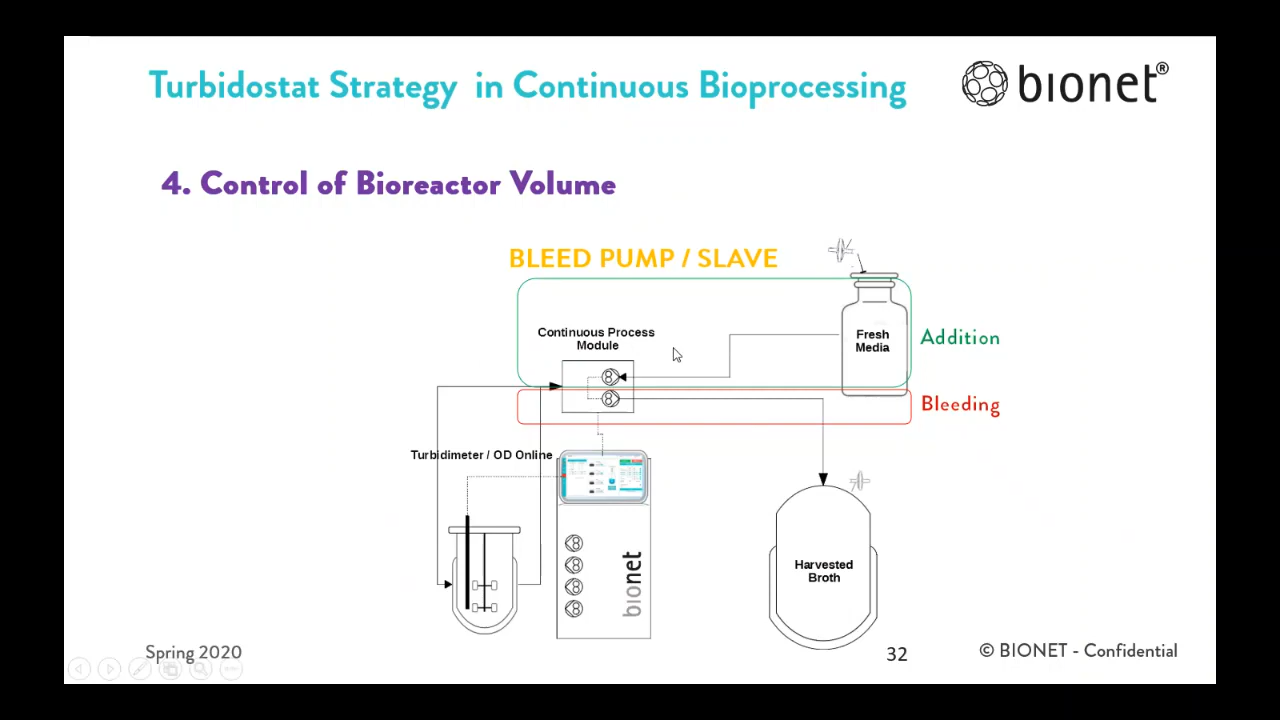 Turbidostat Strategy in Continuous Bioprocessing
bionet®
4. Control of Bioreactor Volume
BLEED PUMP / SLAVE
Continuous Process
Module
Fresh
Media
Addition
Bleeding
Turbidimeter / OD Online
bionet
Harvested
Broth
Spring 2020
32
© BIONET - Confidential